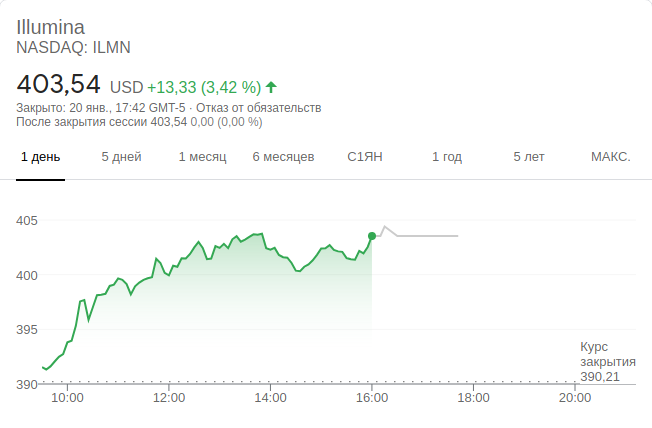 Illumina
NASDAQ: ILMN
403,54 USD +13,33 (3,42 %)
Закрыто: 20 янв., 17:42 GMT-5 · Отказ от обязательств
После закрытия сессии 403,54 0,00 (0,00 %)
1 день 5 дней 1 месяц 6 месяцев С1ЯН 1 год 5 лет МАКС.
405
400
395
390
Курс
закрытия
390,21
10:00 12:00 14:00 16:00 18:00 20:00